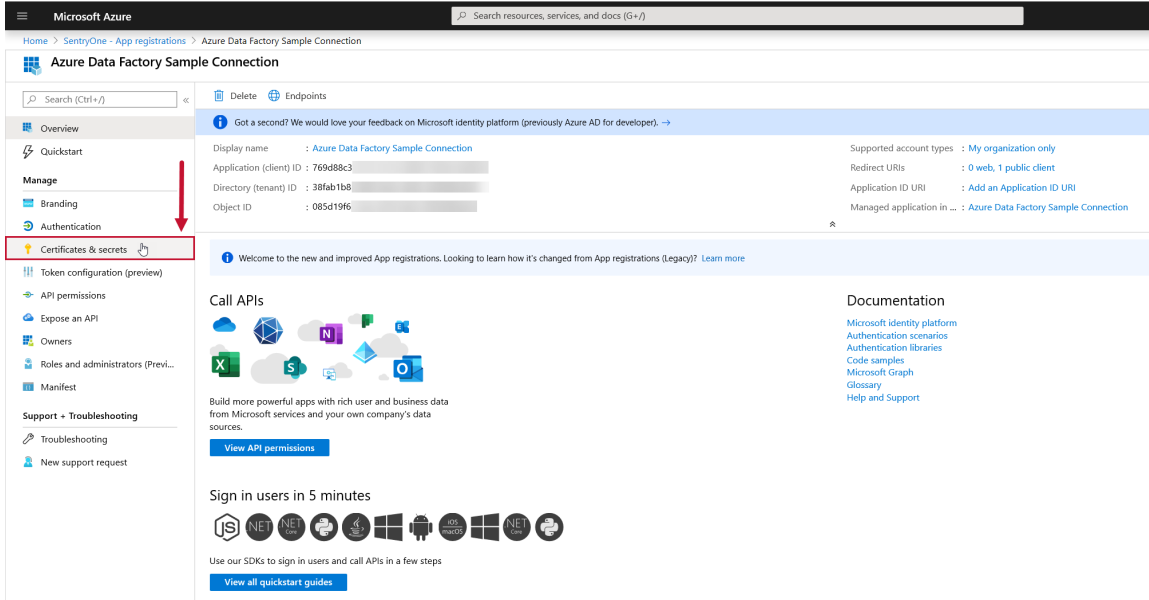 Microsoft Azure
Search resources, services, and docs (G+/)
Home > SentryOne - App registrations > Azure Data Factory Sample Connection
Azure Data Factory Sample Connection
Search (Ctrl+/)
«
Delete
Endpoints
Got a second? We would love your feedback on Microsoft identity platform (previously Azure AD for developer). →
Overview
Quickstart
Manage
Branding
Authentication
Certificates & secrets
Token configuration (preview)
API permissions
Expose an API
Owners
Roles and administrators (Previ...
Manifest
Support + Troubleshooting
Troubleshooting
New support request
Display name : Azure Data Factory Sample Connection
Application (client) ID : 769d88c3
Directory (tenant) ID : 38fab1b8
Object ID : 085d19f6
Supported account types : My organization only
Redirect URIs : 0 web, 1 public client
Application ID URI : Add an Application ID URI
Managed application in ... : Azure Data Factory Sample Connection
Welcome to the new and improved App registrations. Looking to learn how it's changed from App registrations (Legacy)? Learn more
Call APIs
N
E
X
S
O
Build more powerful apps with rich user and business data
from Microsoft services and your own company's data
sources.
View API permissions
Documentation
Microsoft identity platform
Authentication scenarios
Authentication libraries
Code samples
Microsoft Graph
Glossary
Help and Support
Sign in users in 5 minutes
JS
NET
NET Core
iOS macOS
NET Core
Use our SDKs to sign in users and call APIs in a few steps
View all quickstart guides